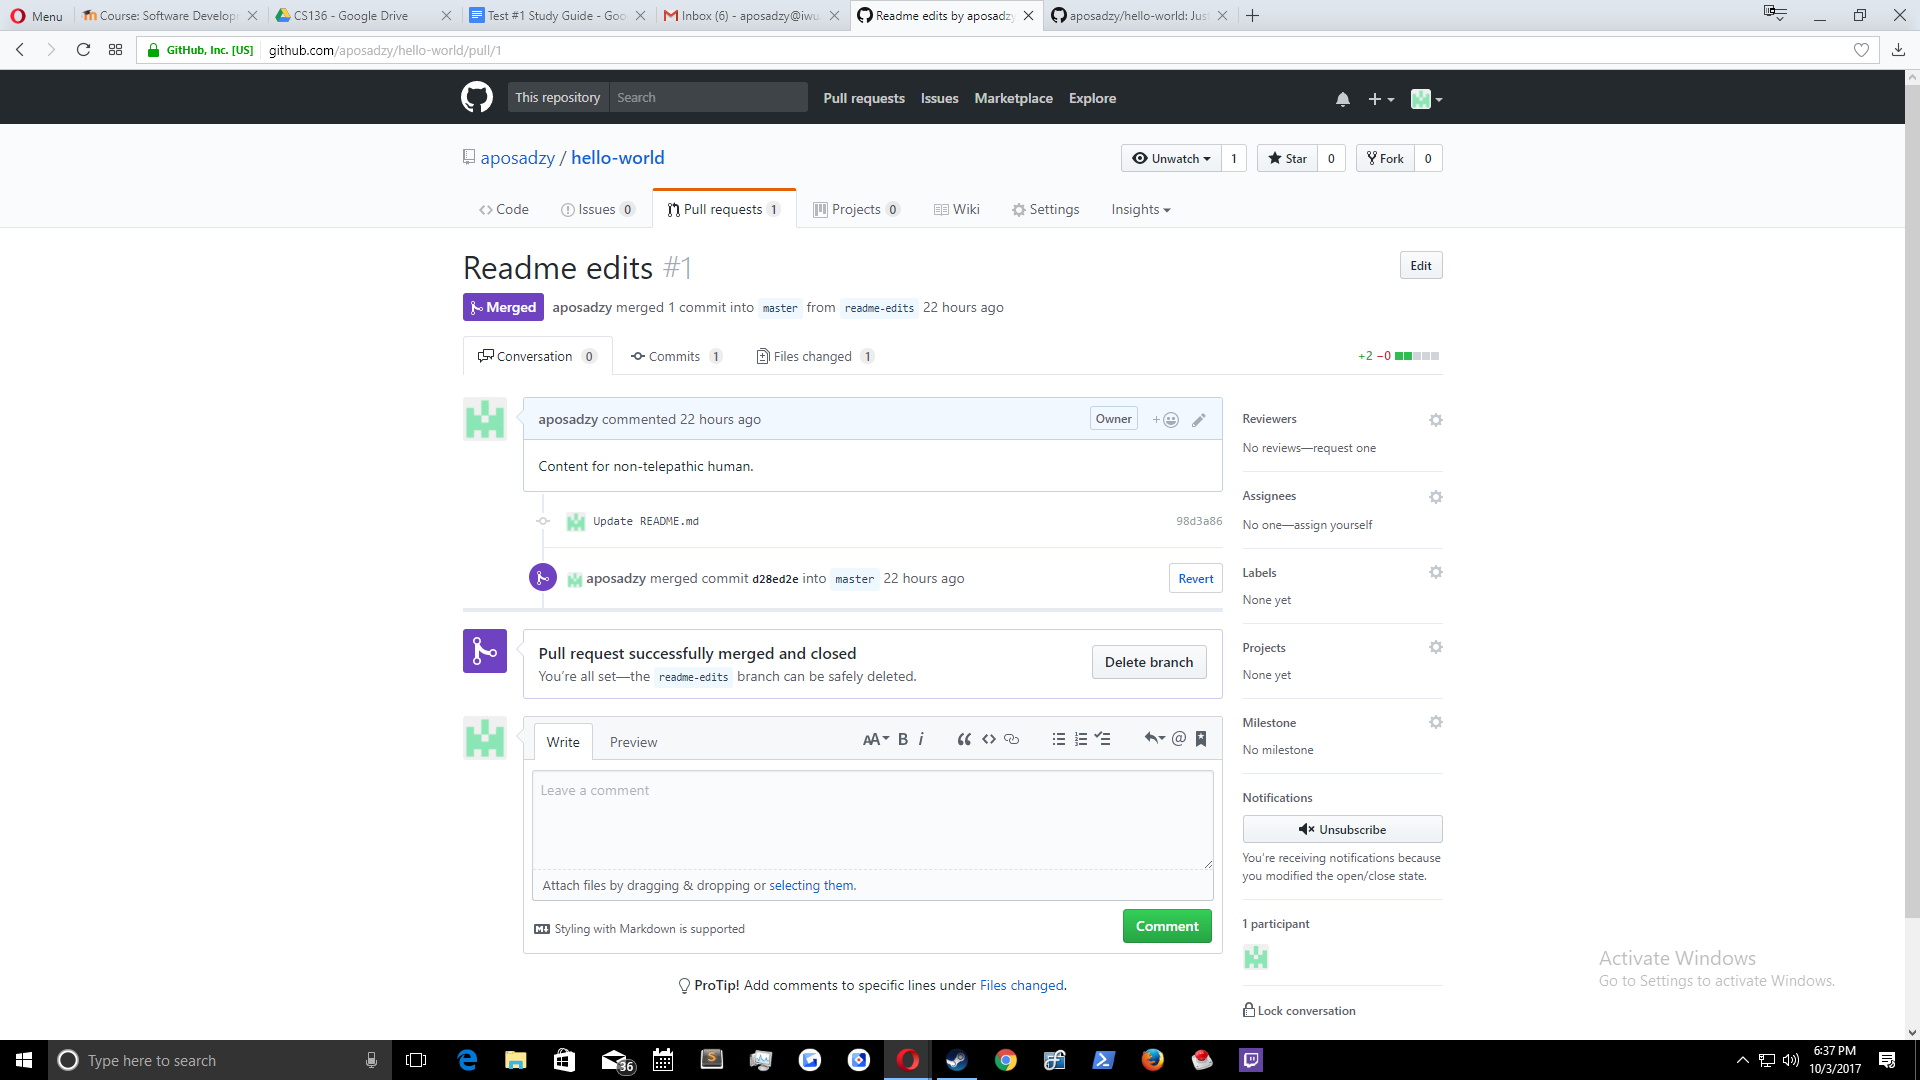 Menu
Course: Software Develop
CS136 - Google Drive
Test #1 Study Guide - Goo
Inbox (6) - aposadzy@iwu.
Readme edits by aposadzy
aposadzy/hello-world: Jus
GitHub, Inc. [US]
github.com/aposadzy/hello-world/pull/1
This repository
Search
Pull requests
Issues
Marketplace
Explore
aposadzy / hello-world
Unwatch 1
Star 0
Fork 0
Code
Issues 0
Pull requests 1
Projects 0
Wiki
Settings
Insights
Readme edits #1
Edit
Merged
aposadzy merged 1 commit into master from readme-edits 22 hours ago
Conversation 0
Commits 1
Files changed 1
+2 −0
aposadzy commented 22 hours ago
Owner
Content for non-telepathic human.
Update README.md
98d3a86
aposadzy merged commit d28ed2e into master 22 hours ago
Revert
Pull request successfully merged and closed
You're all set—the readme-edits branch can be safely deleted.
Delete branch
Write
Preview
AA B i
Leave a comment
Attach files by dragging & dropping or selecting them.
Styling with Markdown is supported
Comment
ProTip! Add comments to specific lines under Files changed.
Reviewers
No reviews—request one
Assignees
No one—assign yourself
Labels
None yet
Projects
None yet
Milestone
No milestone
Notifications
Unsubscribe
You're receiving notifications because
you modified the open/close state.
1 participant
Lock conversation
Activate Windows
Go to Settings to activate Windows.
Type here to search
36
6:37 PM
10/3/2017